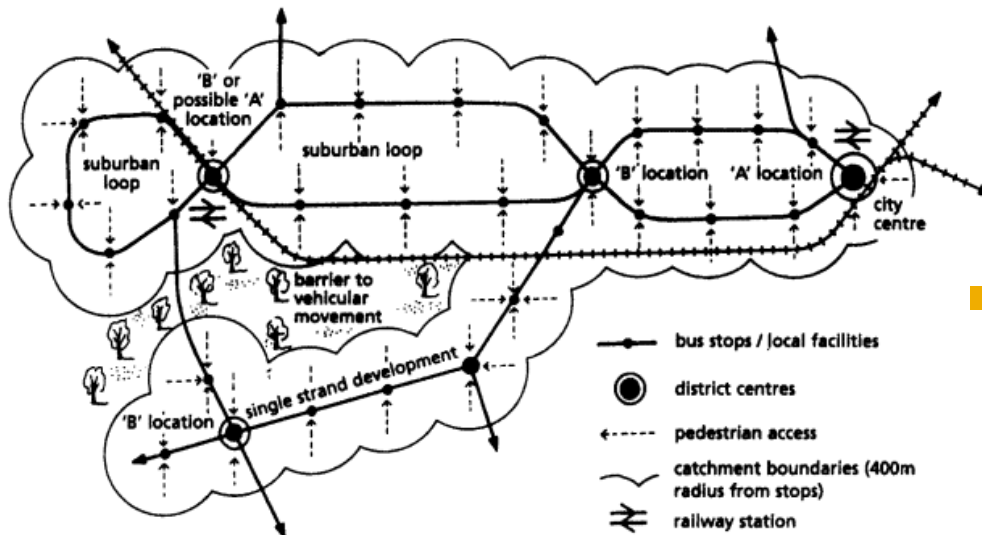 'B' or
possible 'A'
location
suburban
loop
suburban loop
'B' location
'A' location
city
centre
barrier to
vehicular
movement
single strand development
'B' location
bus stops / local facilities
district centres
pedestrian access
catchment boundaries (400m
radius from stops)
railway station